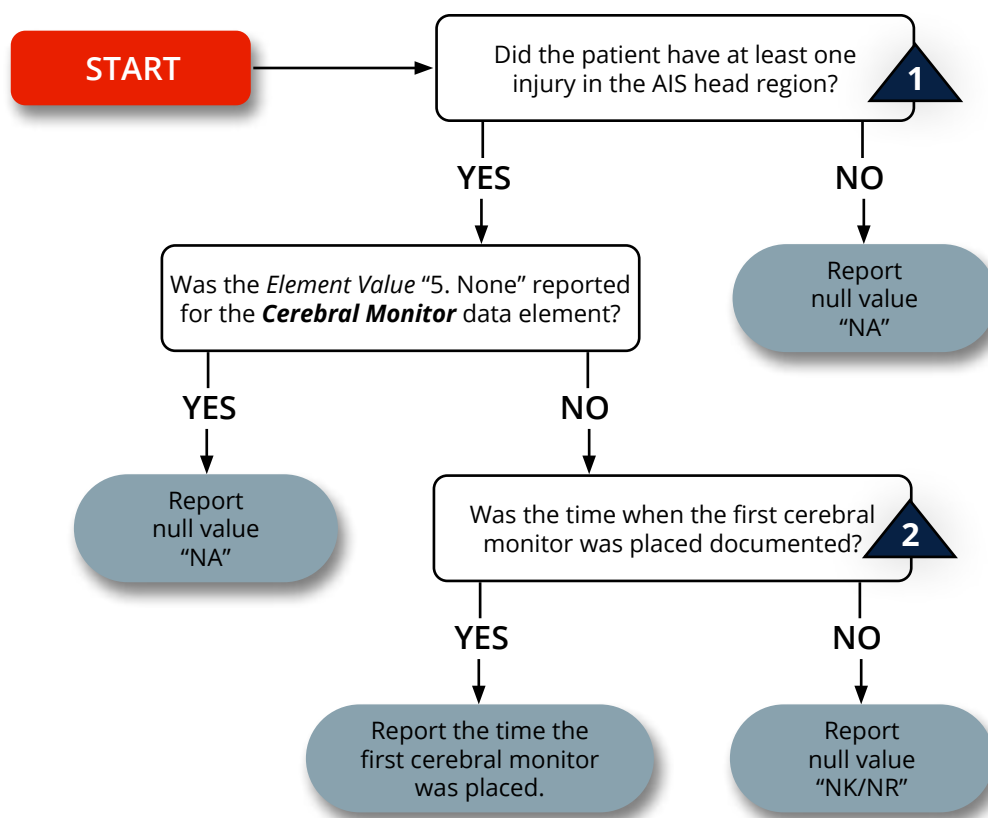 START
Did the patient have at least one
injury in the AIS head region?
1
YES
NO
Was the Element Value “5. None” reported
for the Cerebral Monitor data element?
Report
null value
“NA”
YES
NO
Report
null value
“NA”
Was the time when the first cerebral
monitor was placed documented?
2
YES
NO
Report the time the
first cerebral monitor
was placed.
Report
null value
“NK/NR”